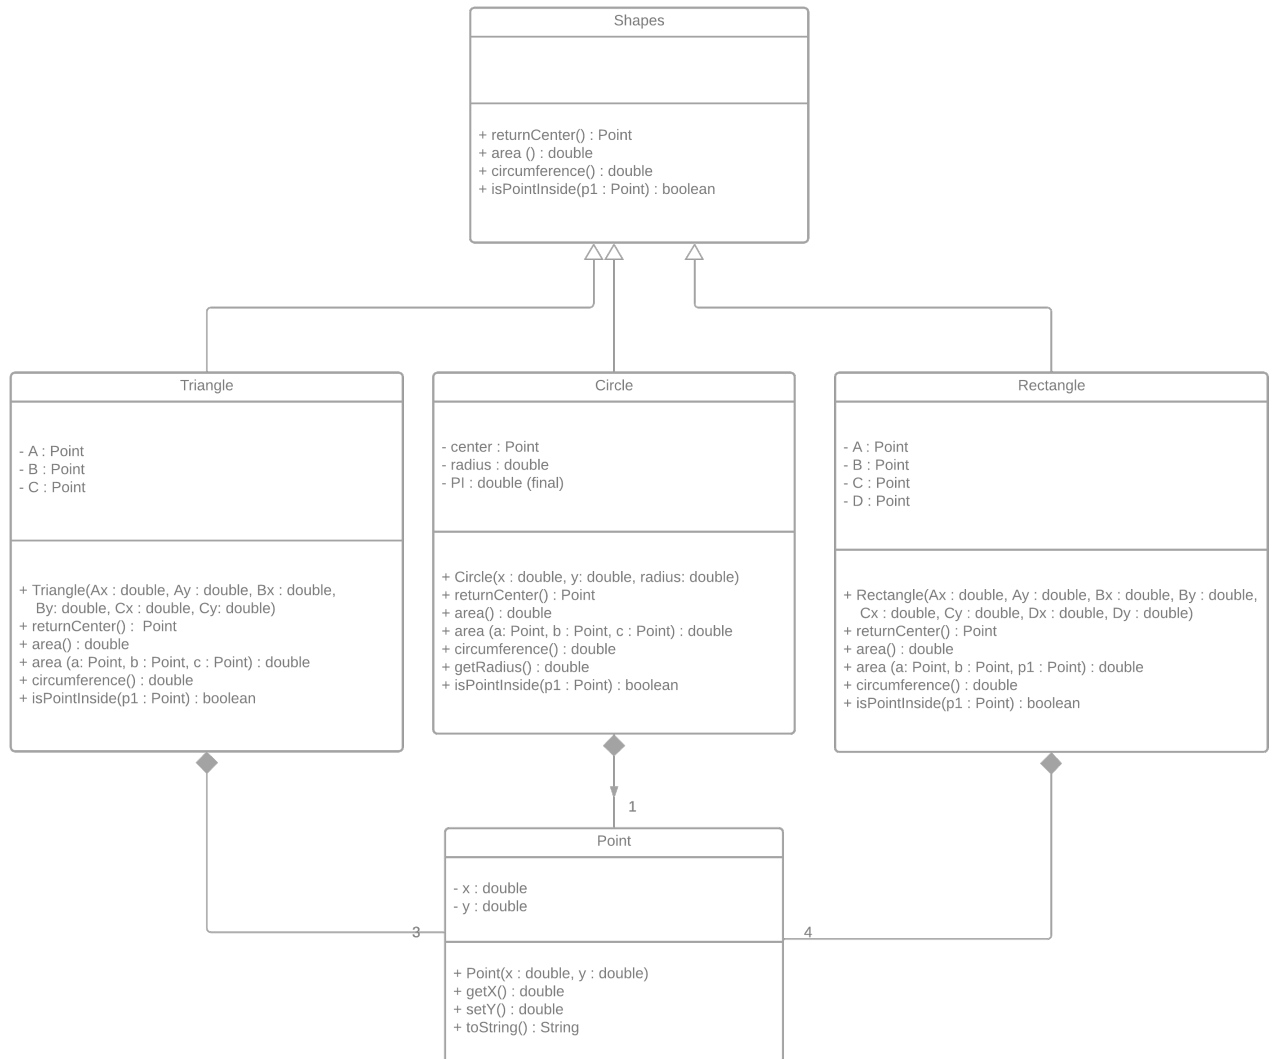 Shapes
+ returnCenter() : Point
+ area () : double
+ circumference() : double
+ isPointInside(p1 : Point) : boolean
Triangle
- A : Point
- B : Point
- C : Point
+ Triangle(Ax : double, Ay : double, Bx : double,
By: double, Cx : double, Cy: double)
+ returnCenter() :  Point
+ area() : double
+ area (a: Point, b : Point, c : Point) : double
+ circumference() : double
+ isPointInside(p1 : Point) : boolean
Circle
- center : Point
- radius : double
- PI : double (final)
+ Circle(x : double, y: double, radius: double)
+ returnCenter() : Point
+ area() : double
+ area (a: Point, b : Point, c : Point) : double
+ circumference() : double
+ getRadius() : double
+ isPointInside(p1 : Point) : boolean
Rectangle
- A : Point
- B : Point
- C : Point
- D : Point
+ Rectangle(Ax : double, Ay : double, Bx : double, By : double,
Cx : double, Cy : double, Dx : double, Dy : double)
+ returnCenter() : Point
+ area() : double
+ area (a: Point, b : Point, p1 : Point) : double
+ circumference() : double
+ isPointInside(p1 : Point) : boolean
1
3
4
Point
- x : double
- y : double
+ Point(x : double, y : double)
+ getX() : double
+ setY() : double
+ toString() : String